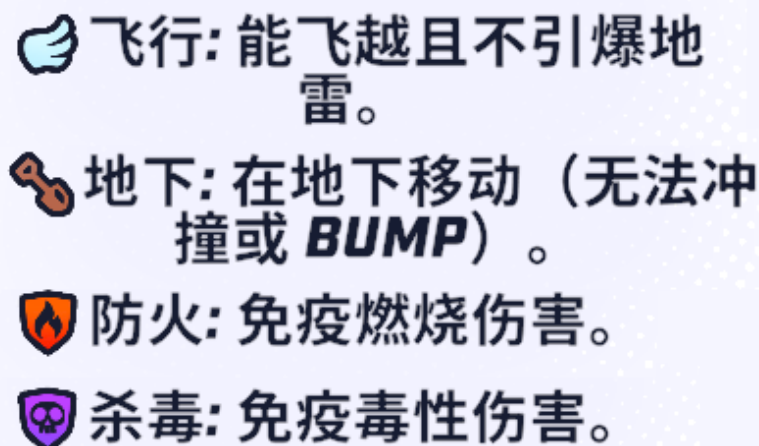 飞行: 能飞越且不引爆地
雷。
地下: 在地下移动（无法冲
撞或 BUMP）。
防火: 免疫燃烧伤害。
杀毒: 免疫毒性伤害。